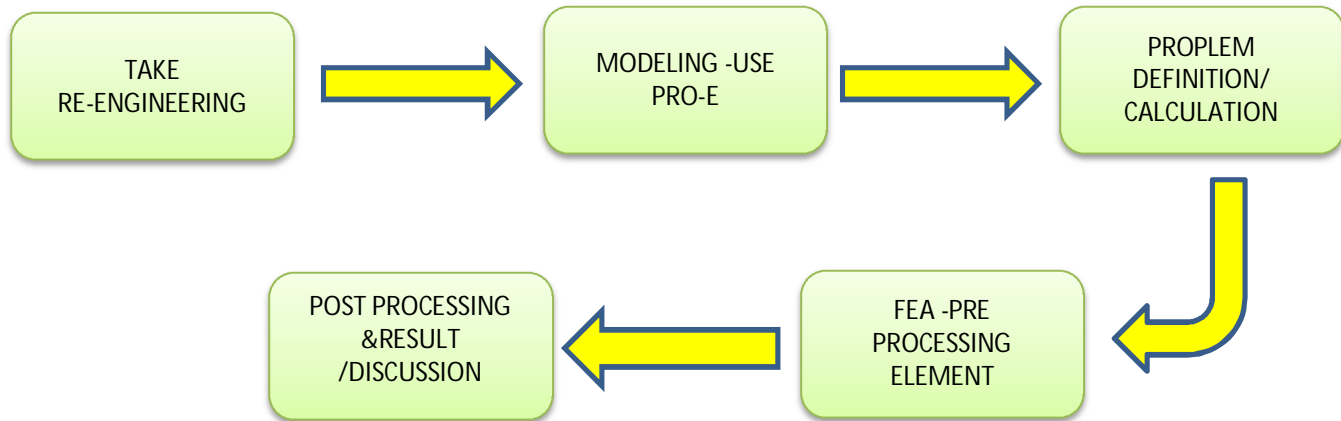 TAKE
RE-ENGINEERING
MODELING -USE
PRO-E
PROPLEM
DEFINITION/
CALCULATION
FEA -PRE
PROCESSING
ELEMENT
POST PROCESSING
&RESULT
/DISCUSSION